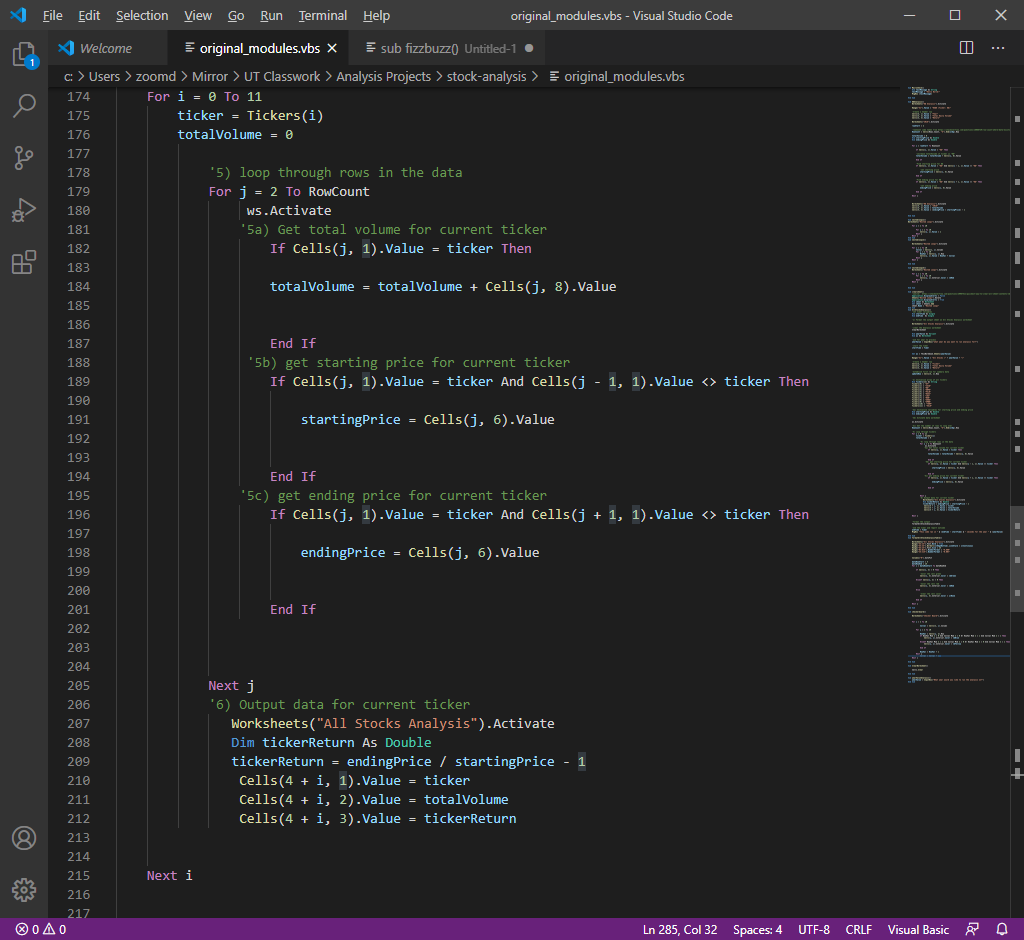 File Edit Selection View Go Run Terminal Help original_modules.vbs - Visual Studio Code
Welcome original_modules.vbs sub fizzbuzz() Untitled-1
c: > Users > zoomd > Mirror > UT Classwork > Analysis Projects > stock-analysis > original_modules.vbs
1
174 For i = 0 To 11
175 ticker = Tickers(i)
176 totalVolume = 0
177
178 '5) loop through rows in the data
179 For j = 2 To RowCount
180 ws.Activate
181 '5a) Get total volume for current ticker
182 If Cells(j, 1).Value = ticker Then
183
184 totalVolume = totalVolume + Cells(j, 8).Value
185
186
187 End If
188 '5b) get starting price for current ticker
189 If Cells(j, 1).Value = ticker And Cells(j - 1, 1).Value <> ticker Then
190
191 startingPrice = Cells(j, 6).Value
192
193
194 End If
195 '5c) get ending price for current ticker
196 If Cells(j, 1).Value = ticker And Cells(j + 1, 1).Value <> ticker Then
197
198 endingPrice = Cells(j, 6).Value
199
200
201 End If
202
203
204
205 Next j
206 '6) Output data for current ticker
207 Worksheets("All Stocks Analysis").Activate
208 Dim tickerReturn As Double
209 tickerReturn = endingPrice / startingPrice - 1
210 Cells(4 + i, 1).Value = ticker
211 Cells(4 + i, 2).Value = totalVolume
212 Cells(4 + i, 3).Value = tickerReturn
213
214
215 Next i
216
217
0 0 Ln 285, Col 32 Spaces: 4 UTF-8 CRLF Visual Basic